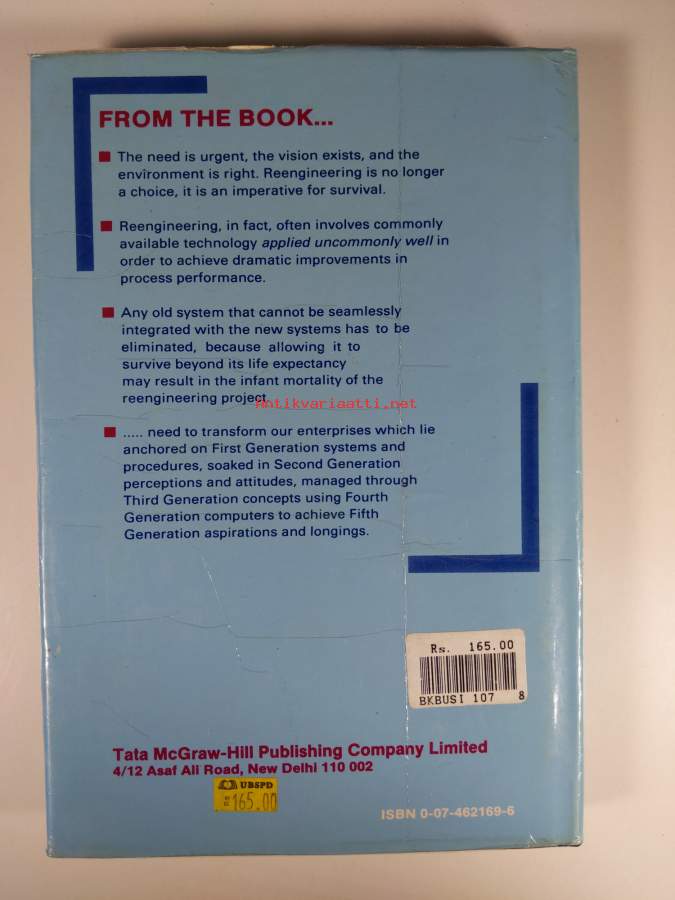 FROM THE BOOK...
The need is urgent, the vision exists, and the
environment is right. Reengineering is no longer
a choice, it is an imperative for survival.
Reengineering, in fact, often involves commonly
available technology applied uncommonly well in
order to achieve dramatic improvements in
process performance.
Any old system that cannot be seamlessly
integrated with the new systems has to be
eliminated, because allowing it to
survive beyond its life expectancy
may result in the infant mortality of the
reengineering project.
antikvariaatti.net
..... need to transform our enterprises which lie
anchored on First Generation systems and
procedures, soaked in Second Generation
perceptions and attitudes, managed through
Third Generation concepts using Fourth
Generation computers to achieve Fifth
Generation aspirations and longings.
Rs. 165.00
BKBUSI 107 8
Tata McGraw-Hill Publishing Company Limited
4/12 Asaf Ali Road, New Delhi 110 002
UBSPD
Rs 165.00
ISBN 0-07-462169-6